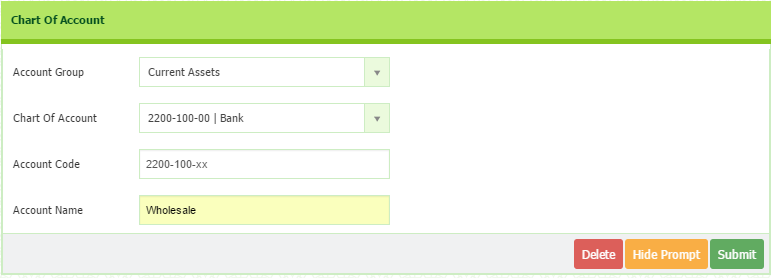 Chart Of Account
Account Group Current Assets
Chart Of Account 2200-100-00 | Bank
Account Code 2200-100-xx
Account Name Wholesale
Delete Hide Prompt Submit